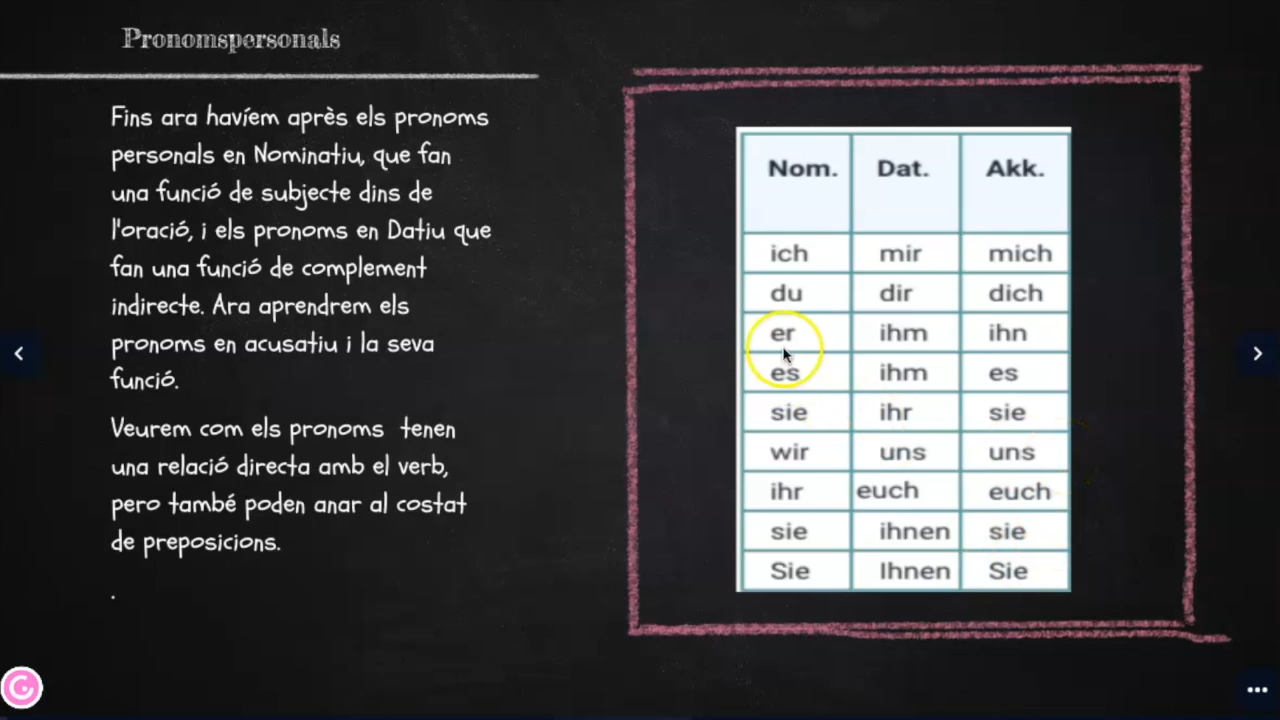 Pronomspersonals
Fins ara havíem après els pronoms
personals en Nominatiu, que fan
una funció de subjecte dins de
l'oració, i els pronoms en Datiu que
fan una funció de complement
indirecte. Ara aprendrem els
pronoms en acusatiu i la seva
funció.
Veurem com els pronoms tenen
una relació directa amb el verb,
pero també poden anar al costat
de preposicions.
.
Nom. Dat. Akk.
ich mir mich
du dir dich
er ihm ihn
es ihm es
sie ihr sie
wir uns uns
ihr euch euch
sie ihnen sie
Sie Ihnen Sie